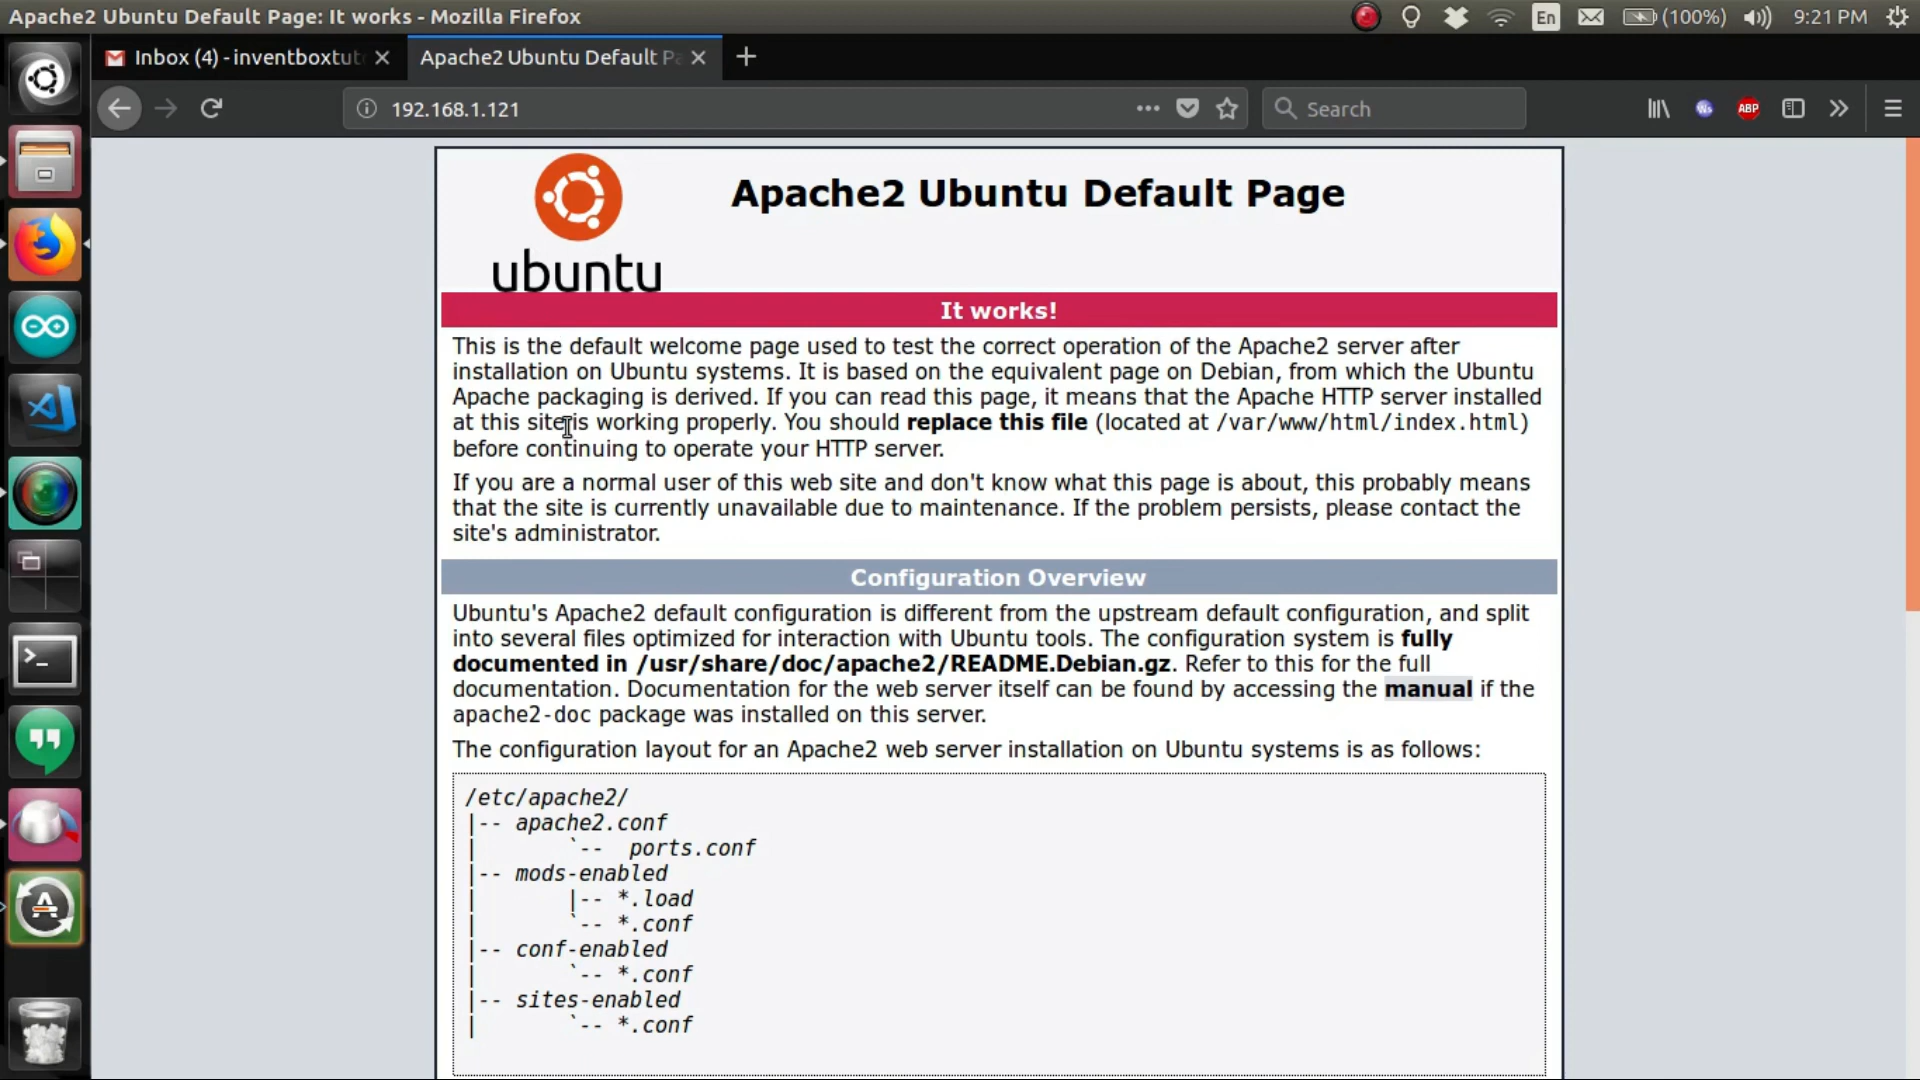 Apache2 Ubuntu Default Page: It works - Mozilla Firefox
En
(100%)
9:21 PM
Inbox (4) - inventboxtut
Apache2 Ubuntu Default Pa
192.168.1.121
Search
Ws
ABP
ubuntu
Apache2 Ubuntu Default Page
It works!
This is the default welcome page used to test the correct operation of the Apache2 server after
installation on Ubuntu systems. It is based on the equivalent page on Debian, from which the Ubuntu
Apache packaging is derived. If you can read this page, it means that the Apache HTTP server installed
at this site is working properly. You should replace this file (located at /var/www/html/index.html)
before continuing to operate your HTTP server.
If you are a normal user of this web site and don't know what this page is about, this probably means
that the site is currently unavailable due to maintenance. If the problem persists, please contact the
site's administrator.
Configuration Overview
Ubuntu's Apache2 default configuration is different from the upstream default configuration, and split
into several files optimized for interaction with Ubuntu tools. The configuration system is fully
documented in /usr/share/doc/apache2/README.Debian.gz. Refer to this for the full
documentation. Documentation for the web server itself can be found by accessing the manual if the
apache2-doc package was installed on this server.
The configuration layout for an Apache2 web server installation on Ubuntu systems is as follows:
/etc/apache2/
|-- apache2.conf
|       `--  ports.conf
|-- mods-enabled
|       |-- *.load
|       `-- *.conf
|-- conf-enabled
|       `-- *.conf
|-- sites-enabled
|       `-- *.conf